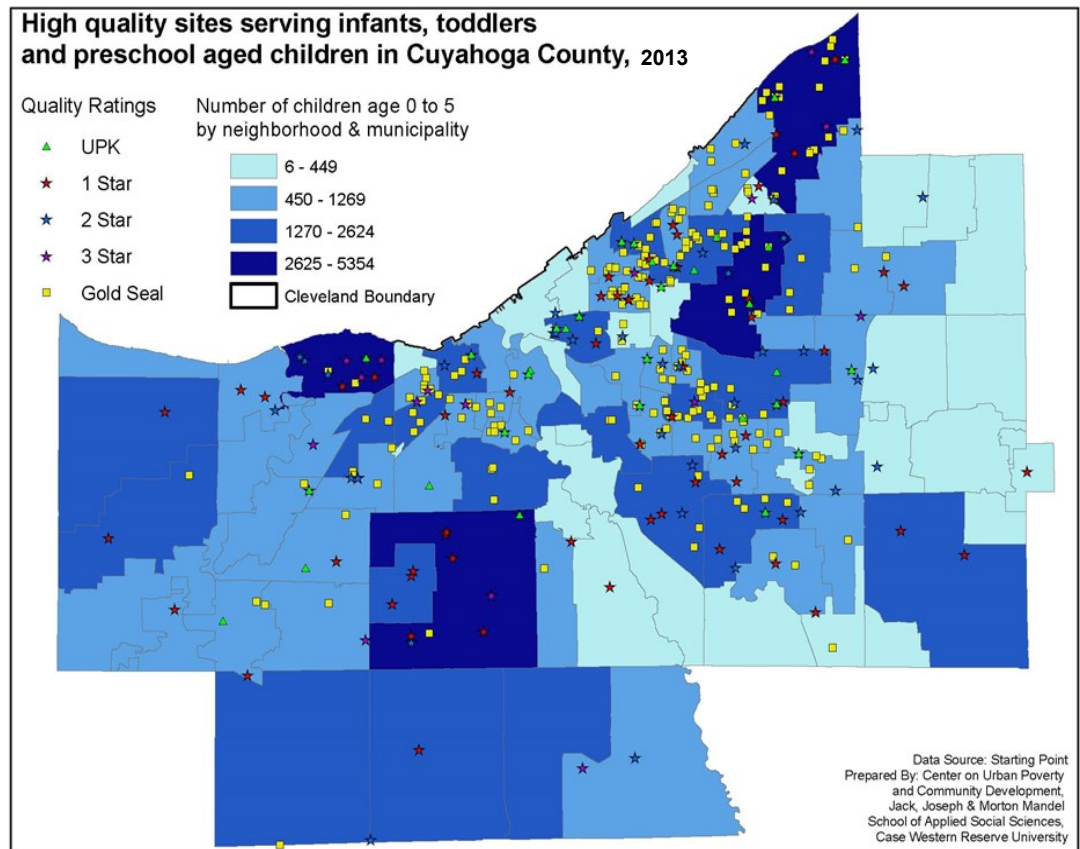 High quality sites serving infants, toddlers
and preschool aged children in Cuyahoga County, 2013
Quality Ratings
UPK
1 Star
2 Star
3 Star
Gold Seal
Number of children age 0 to 5
by neighborhood & municipality
6 - 449
450 - 1269
1270 - 2624
2625 - 5354
Cleveland Boundary
Data Source: Starting Point
Prepared By: Center on Urban Poverty
and Community Development,
Jack, Joseph & Morton Mandel
School of Applied Social Sciences,
Case Western Reserve University